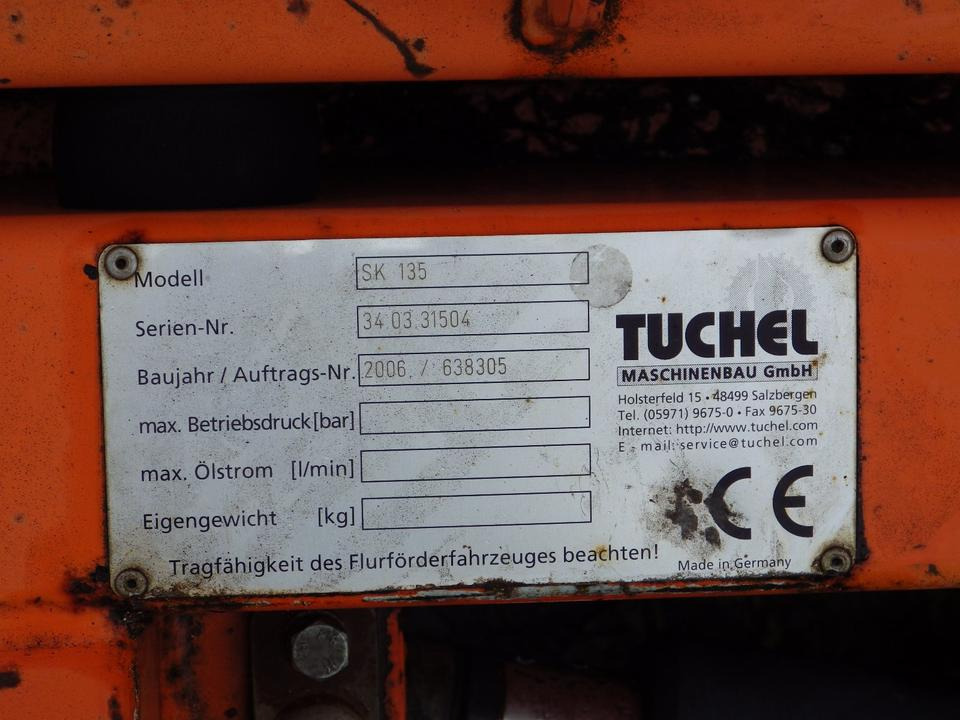 Modell SK 135
Serien-Nr. 34 03 31504
Baujahr / Auftrags-Nr. 2006 / 638305
max. Betriebsdruck [bar]
max. Ölstrom [l/min]
Eigengewicht [kg]
Tragfähigkeit des Flurförderfahrzeuges beachten!
TUCHEL
MASCHINENBAU GmbH
Holsterfeld 15 • 48499 Salzbergen
Tel. (05971) 9675-0 • Fax 9675-30
Internet: http://www.tuchel.com
E - mail: service@tuchel.com
CE
Made in Germany